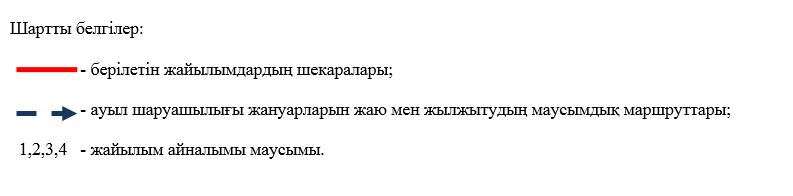 Шартты белгілер:
- берілетін жайылымдардың шекаралары;
- ауыл шаруашылығы жануарларын жаю мен жылжытудың маусымдық маршруттары;
1,2,3,4 - жайылым айналымы маусымы.